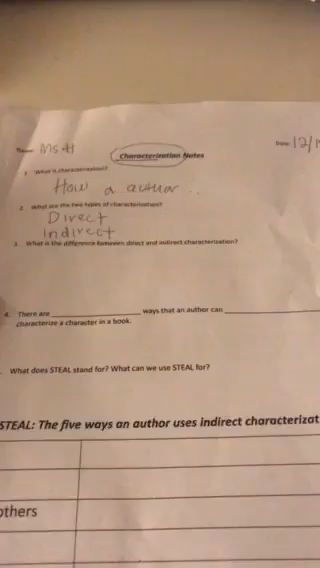 Name: Ms H Date: 12/1
Characterization Notes
1. What is characterization?
How a author...
2. What are the two types of characterization?
Direct
Indirect
3. What is the difference between direct and indirect characterization?
4. There are ____________ ways that an author can ____________
characterize a character in a book.
. What does STEAL stand for? What can we use STEAL for?
STEAL: The five ways an author uses indirect characterizat
others